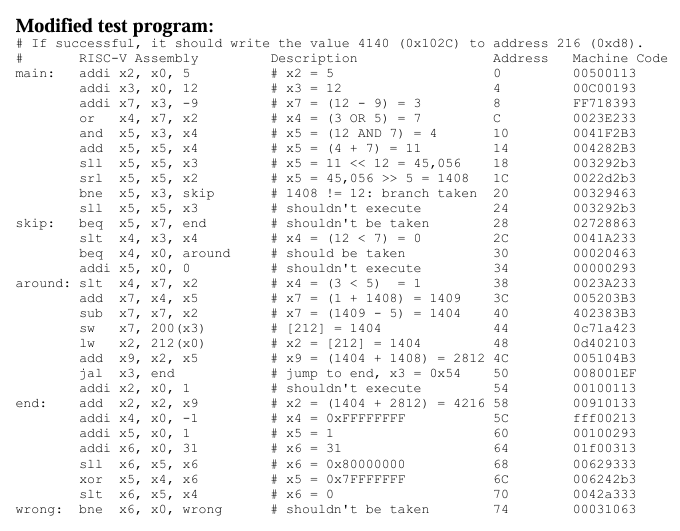 Modified test program:
# If successful, it should write the value 4140 (0x102C) to address 216 (0xd8).
# RISC-V Assembly Description Address Machine Code
main: addi x2, x0, 5 # x2 = 5 0 00500113
addi x3, x0, 12 # x3 = 12 4 00C00193
addi x7, x3, -9 # x7 = (12 - 9) = 3 8 FF718393
or x4, x7, x2 # x4 = (3 OR 5) = 7 C 0023E233
and x5, x3, x4 # x5 = (12 AND 7) = 4 10 0041F2B3
add x5, x5, x4 # x5 = (4 + 7) = 11 14 004282B3
sll x5, x5, x3 # x5 = 11 << 12 = 45,056 18 003292b3
srl x5, x5, x2 # x5 = 45,056 >> 5 = 1408 1C 0022d2b3
bne x5, x3, skip # 1408 != 12: branch taken 20 00329463
sll x5, x5, x3 # shouldn't execute 24 003292b3
skip: beq x5, x7, end # shouldn't be taken 28 02728863
slt x4, x3, x4 # x4 = (12 < 7) = 0 2C 0041A233
beq x4, x0, around # should be taken 30 00020463
addi x5, x0, 0 # shouldn't execute 34 00000293
around: slt x4, x7, x2 # x4 = (3 < 5) = 1 38 0023A233
add x7, x4, x5 # x7 = (1 + 1408) = 1409 3C 005203B3
sub x7, x7, x2 # x7 = (1409 - 5) = 1404 40 402383B3
sw x7, 200(x3) # [212] = 1404 44 0c71a423
lw x2, 212(x0) # x2 = [212] = 1404 48 0d402103
add x9, x2, x5 # x9 = (1404 + 1408) = 2812 4C 005104B3
jal x3, end # jump to end, x3 = 0x54 50 008001EF
addi x2, x0, 1 # shouldn't execute 54 00100113
end: add x2, x2, x9 # x2 = (1404 + 2812) = 4216 58 00910133
addi x4, x0, -1 # x4 = 0xFFFFFFFF 5C fff00213
addi x5, x0, 1 # x5 = 1 60 00100293
addi x6, x0, 31 # x6 = 31 64 01f00313
sll x6, x5, x6 # x6 = 0x80000000 68 00629333
xor x5, x4, x6 # x5 = 0x7FFFFFFF 6C 006242b3
slt x6, x5, x4 # x6 = 0 70 0042a333
wrong: bne x6, x0, wrong # shouldn't be taken 74 00031063